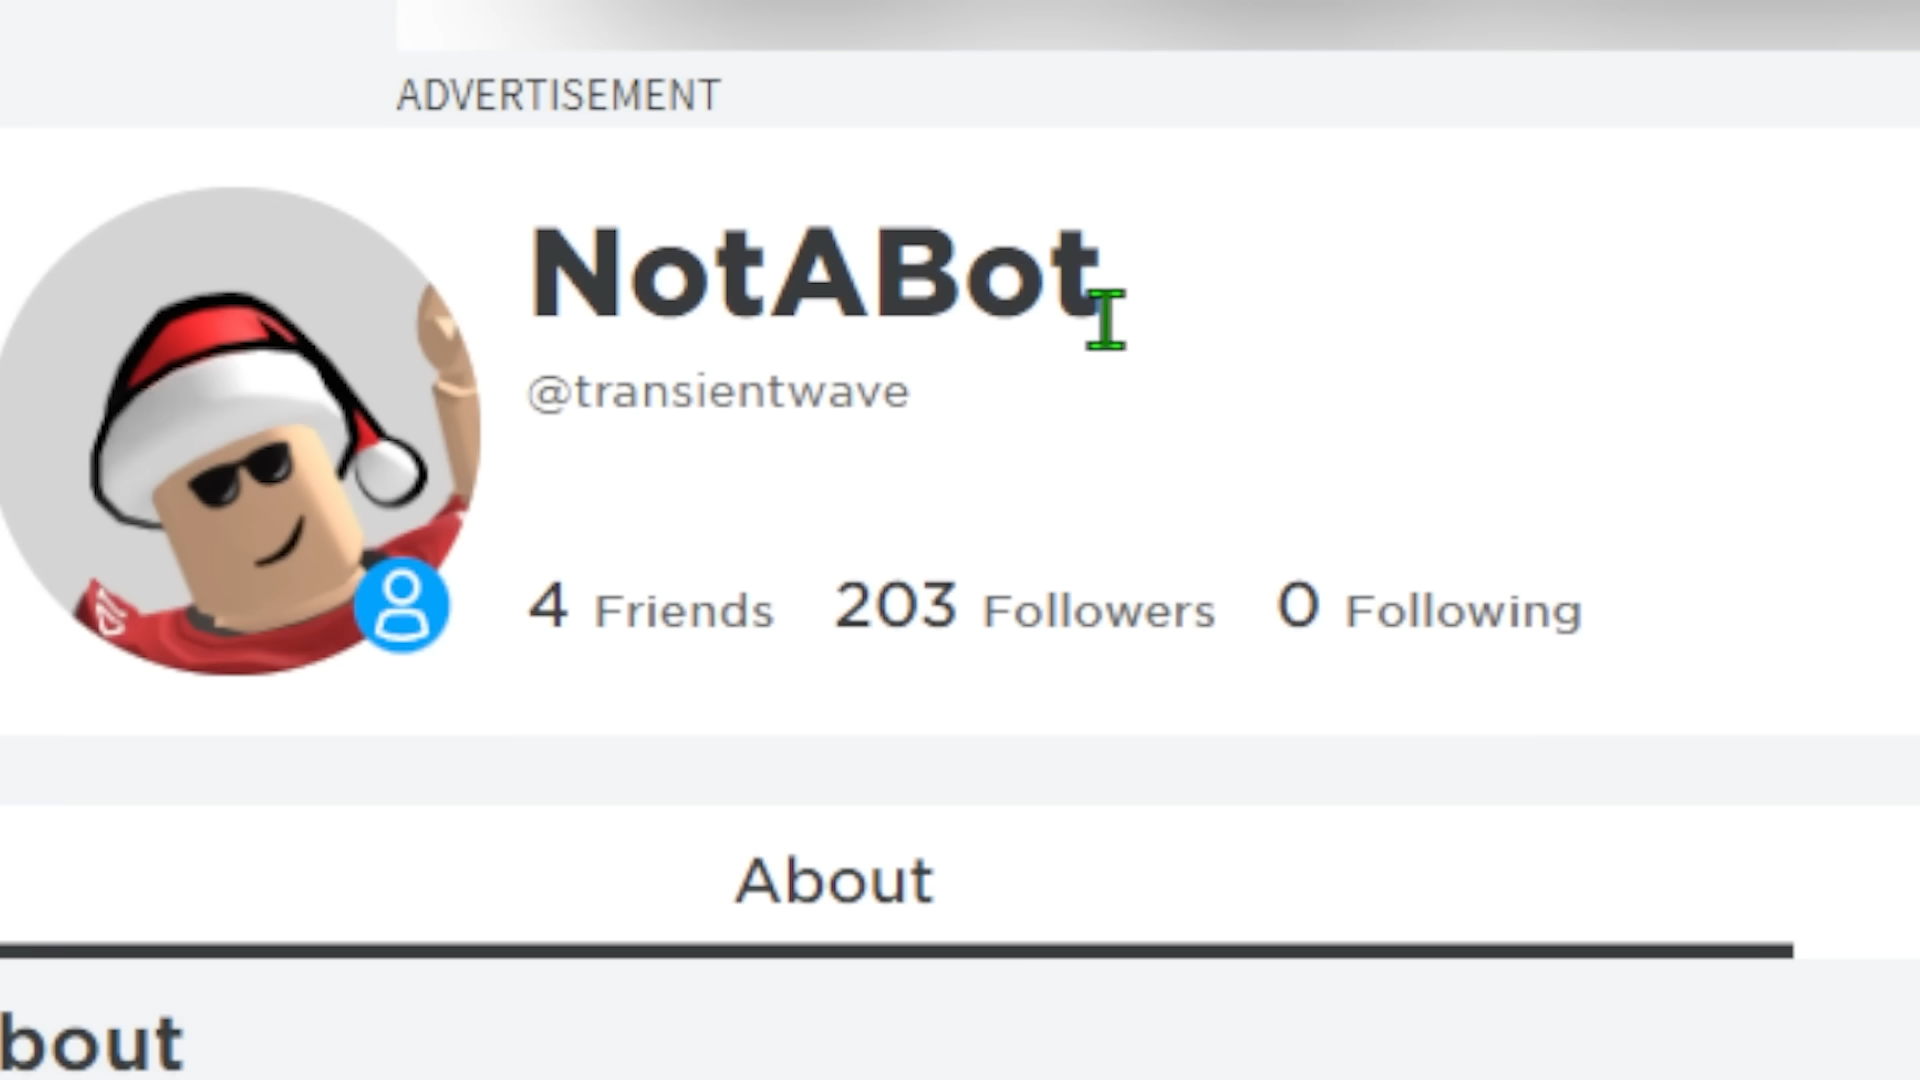 ADVERTISEMENT
NotABot
@transientwave
4 Friends 203 Followers 0 Following
About
bout